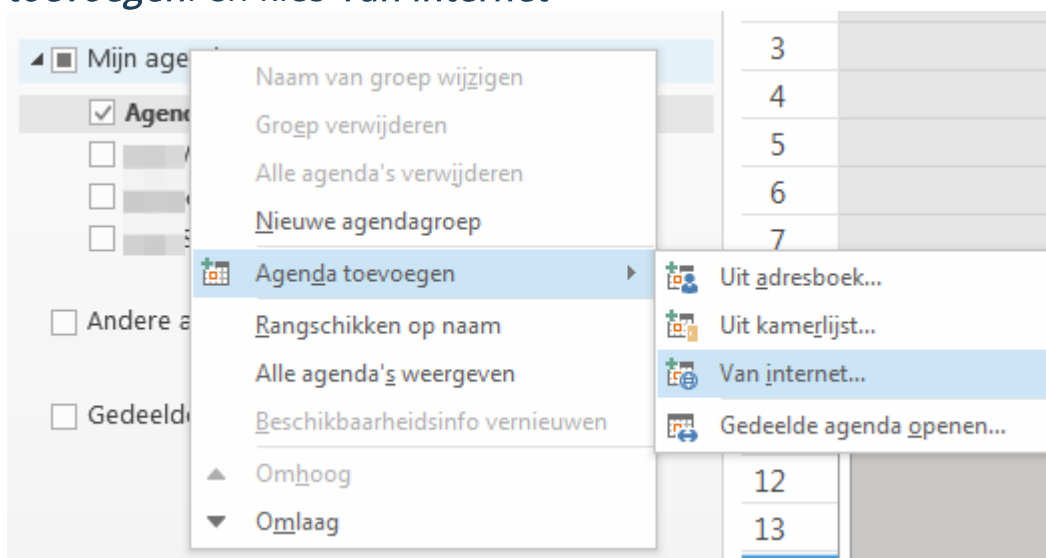 toevoegen. en kies Van internet
Mijn age
Agen
Andere a
Gedeeld
Naam van groep wijzigen
Groep verwijderen
Alle agenda's verwijderen
Nieuwe agendagroep
Agenda toevoegen
Rangschikken op naam
Alle agenda's weergeven
Beschikbaarheidsinfo vernieuwen
Omhoog
Omlaag
Uit adresboek...
Uit kamerlijst...
Van internet...
Gedeelde agenda openen...
3
4
5
6
7
12
13